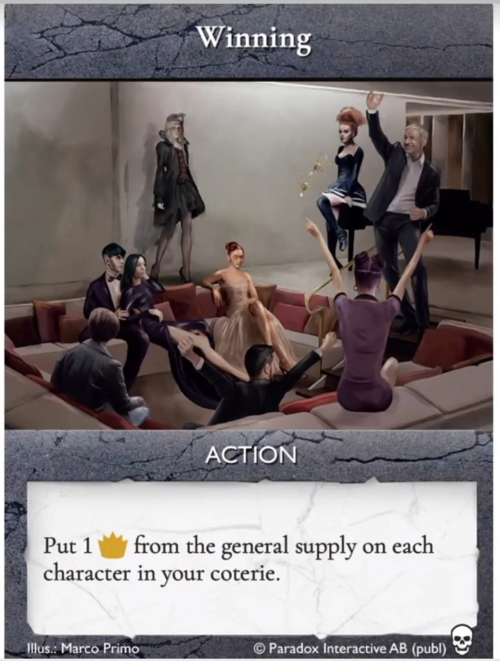 Winning
ACTION
Put 1 from the general supply on each
character in your coterie.
Illus.: Marco Primo
© Paradox Interactive AB (publ)